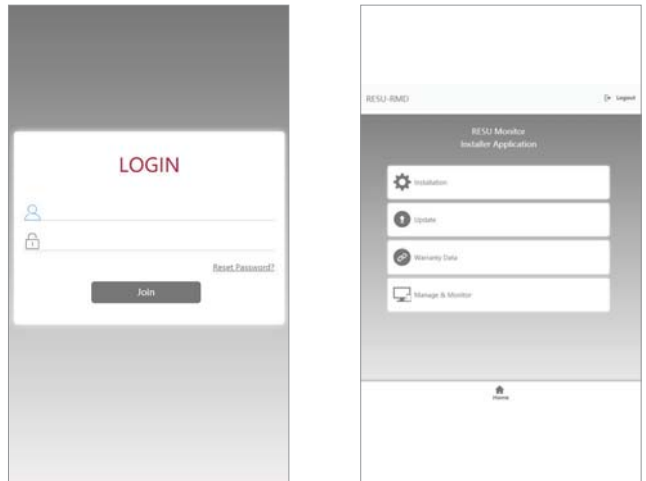 LOGIN
Reset Password?
Join
RESU-RMD
Logout
RESU Monitor
Installer Application
Installation
Update
Warranty Data
Manage & Monitor
Home